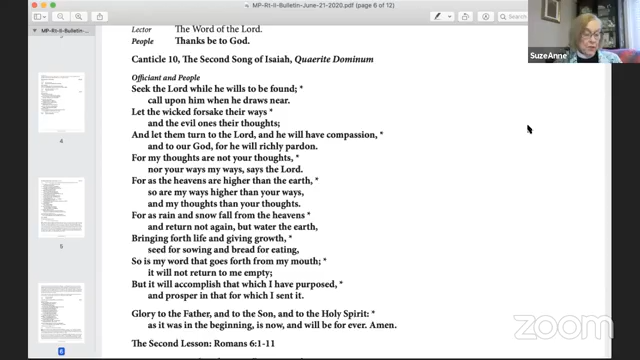 MP-Rt-II-Bulletin-June-21-2020.pdf (page 6 of 12)
Search
MP-Rt-II-Bulletin-June-21-2...
Lector The Word of the Lord.
People Thanks be to God.
Canticle 10, The Second Song of Isaiah, Quaerite Dominum
Officiant and People
Seek the Lord while he wills to be found; *
call upon him when he draws near.
Let the wicked forsake their ways *
and the evil ones their thoughts;
And let them turn to the Lord, and he will have compassion, *
and to our God, for he will richly pardon.
For my thoughts are not your thoughts, *
nor your ways my ways, says the Lord.
For as the heavens are higher than the earth, *
so are my ways higher than your ways,
and my thoughts than your thoughts.
For as rain and snow fall from the heavens *
and return not again, but water the earth,
Bringing forth life and giving growth, *
seed for sowing and bread for eating,
So is my word that goes forth from my mouth; *
it will not return to me empty;
But it will accomplish that which I have purposed, *
and prosper in that for which I sent it.
Glory to the Father, and to the Son, and to the Holy Spirit: *
as it was in the beginning, is now, and will be for ever. Amen.
The Second Lesson: Romans 6:1-11
4
5
6
SuzeAnne
zoom